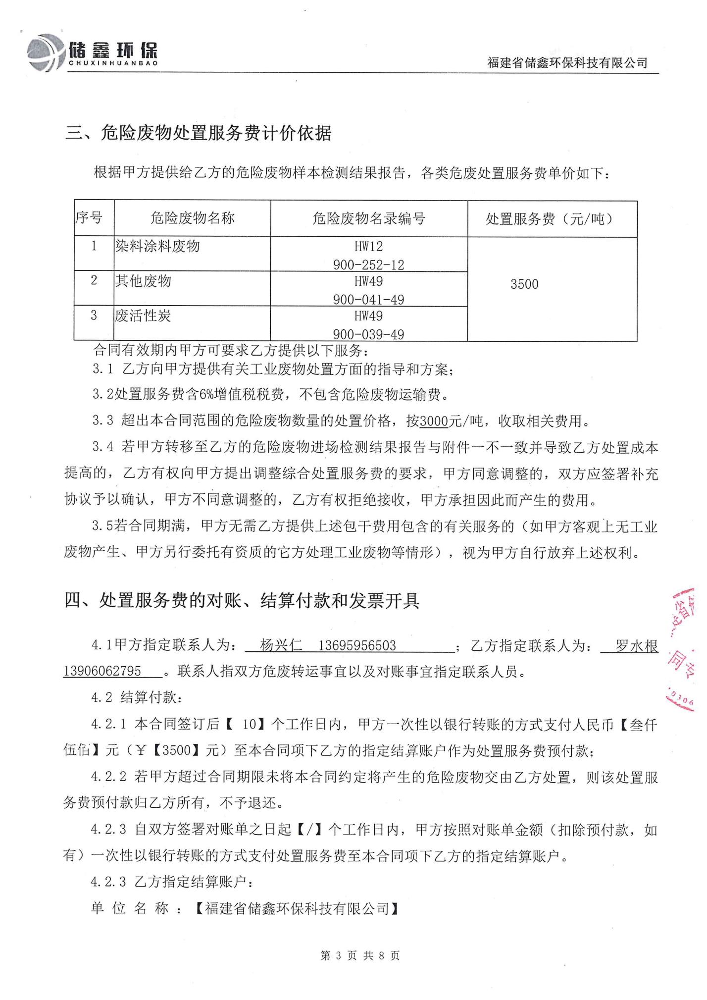 储鑫环保
CHUXINHUANBAO
福建省储鑫环保科技有限公司
三、危险废物处置服务费计价依据
根据甲方提供给乙方的危险废物样本检测结果报告，各类危废处置服务费单价如下：
序号 危险废物名称 危险废物名录编号 处置服务费（元/吨）
1 染料涂料废物 HW12
900-252-12
2 其他废物 HW49
900-041-49
3500
3 废活性炭 HW49
900-039-49
合同有效期内甲方可要求乙方提供以下服务：
3.1 乙方向甲方提供有关工业废物处置方面的指导和方案；
3.2处置服务费含6%增值税税费，不包含危险废物运输费。
3.3 超出本合同范围的危险废物数量的处置价格，按3000元/吨，收取相关费用。
3.4 若甲方转移至乙方的危险废物进场检测结果报告与附件一不一致并导致乙方处置成本
提高的，乙方有权向甲方提出调整综合处置服务费的要求，甲方同意调整的，双方应签署补充
协议予以确认，甲方不同意调整的，乙方有权拒绝接收，甲方承担因此而产生的费用。
3.5若合同期满，甲方无需乙方提供上述包干费用包含的有关服务的（如甲方客观上无工业
废物产生、甲方另行委托有资质的它方处理工业废物等情形），视为甲方自行放弃上述权利。
四、处置服务费的对账、结算付款和发票开具
4.1甲方指定联系人为： 杨兴仁 13695956503 ；乙方指定联系人为： 罗水根
13906062795 。联系人指双方危废转运事宜以及对账事宜指定联系人员。
4.2 结算付款：
4.2.1 本合同签订后【 10】个工作日内，甲方一次性以银行转账的方式支付人民币【叁仟
伍佰】元（￥【3500】元）至本合同项下乙方的指定结算账户作为处置服务费预付款；
4.2.2 若甲方超过合同期限未将本合同约定将产生的危险废物交由乙方处置，则该处置服
务费预付款归乙方所有，不予退还。
4.2.3 自双方签署对账单之日起【/】个工作日内，甲方按照对账单金额（扣除预付款，如
有）一次性以银行转账的方式支付处置服务费至本合同项下乙方的指定结算账户。
4.2.3 乙方指定结算账户：
单 位 名 称 ：【福建省储鑫环保科技有限公司】
第 3 页 共 8 页
省
同专
0306